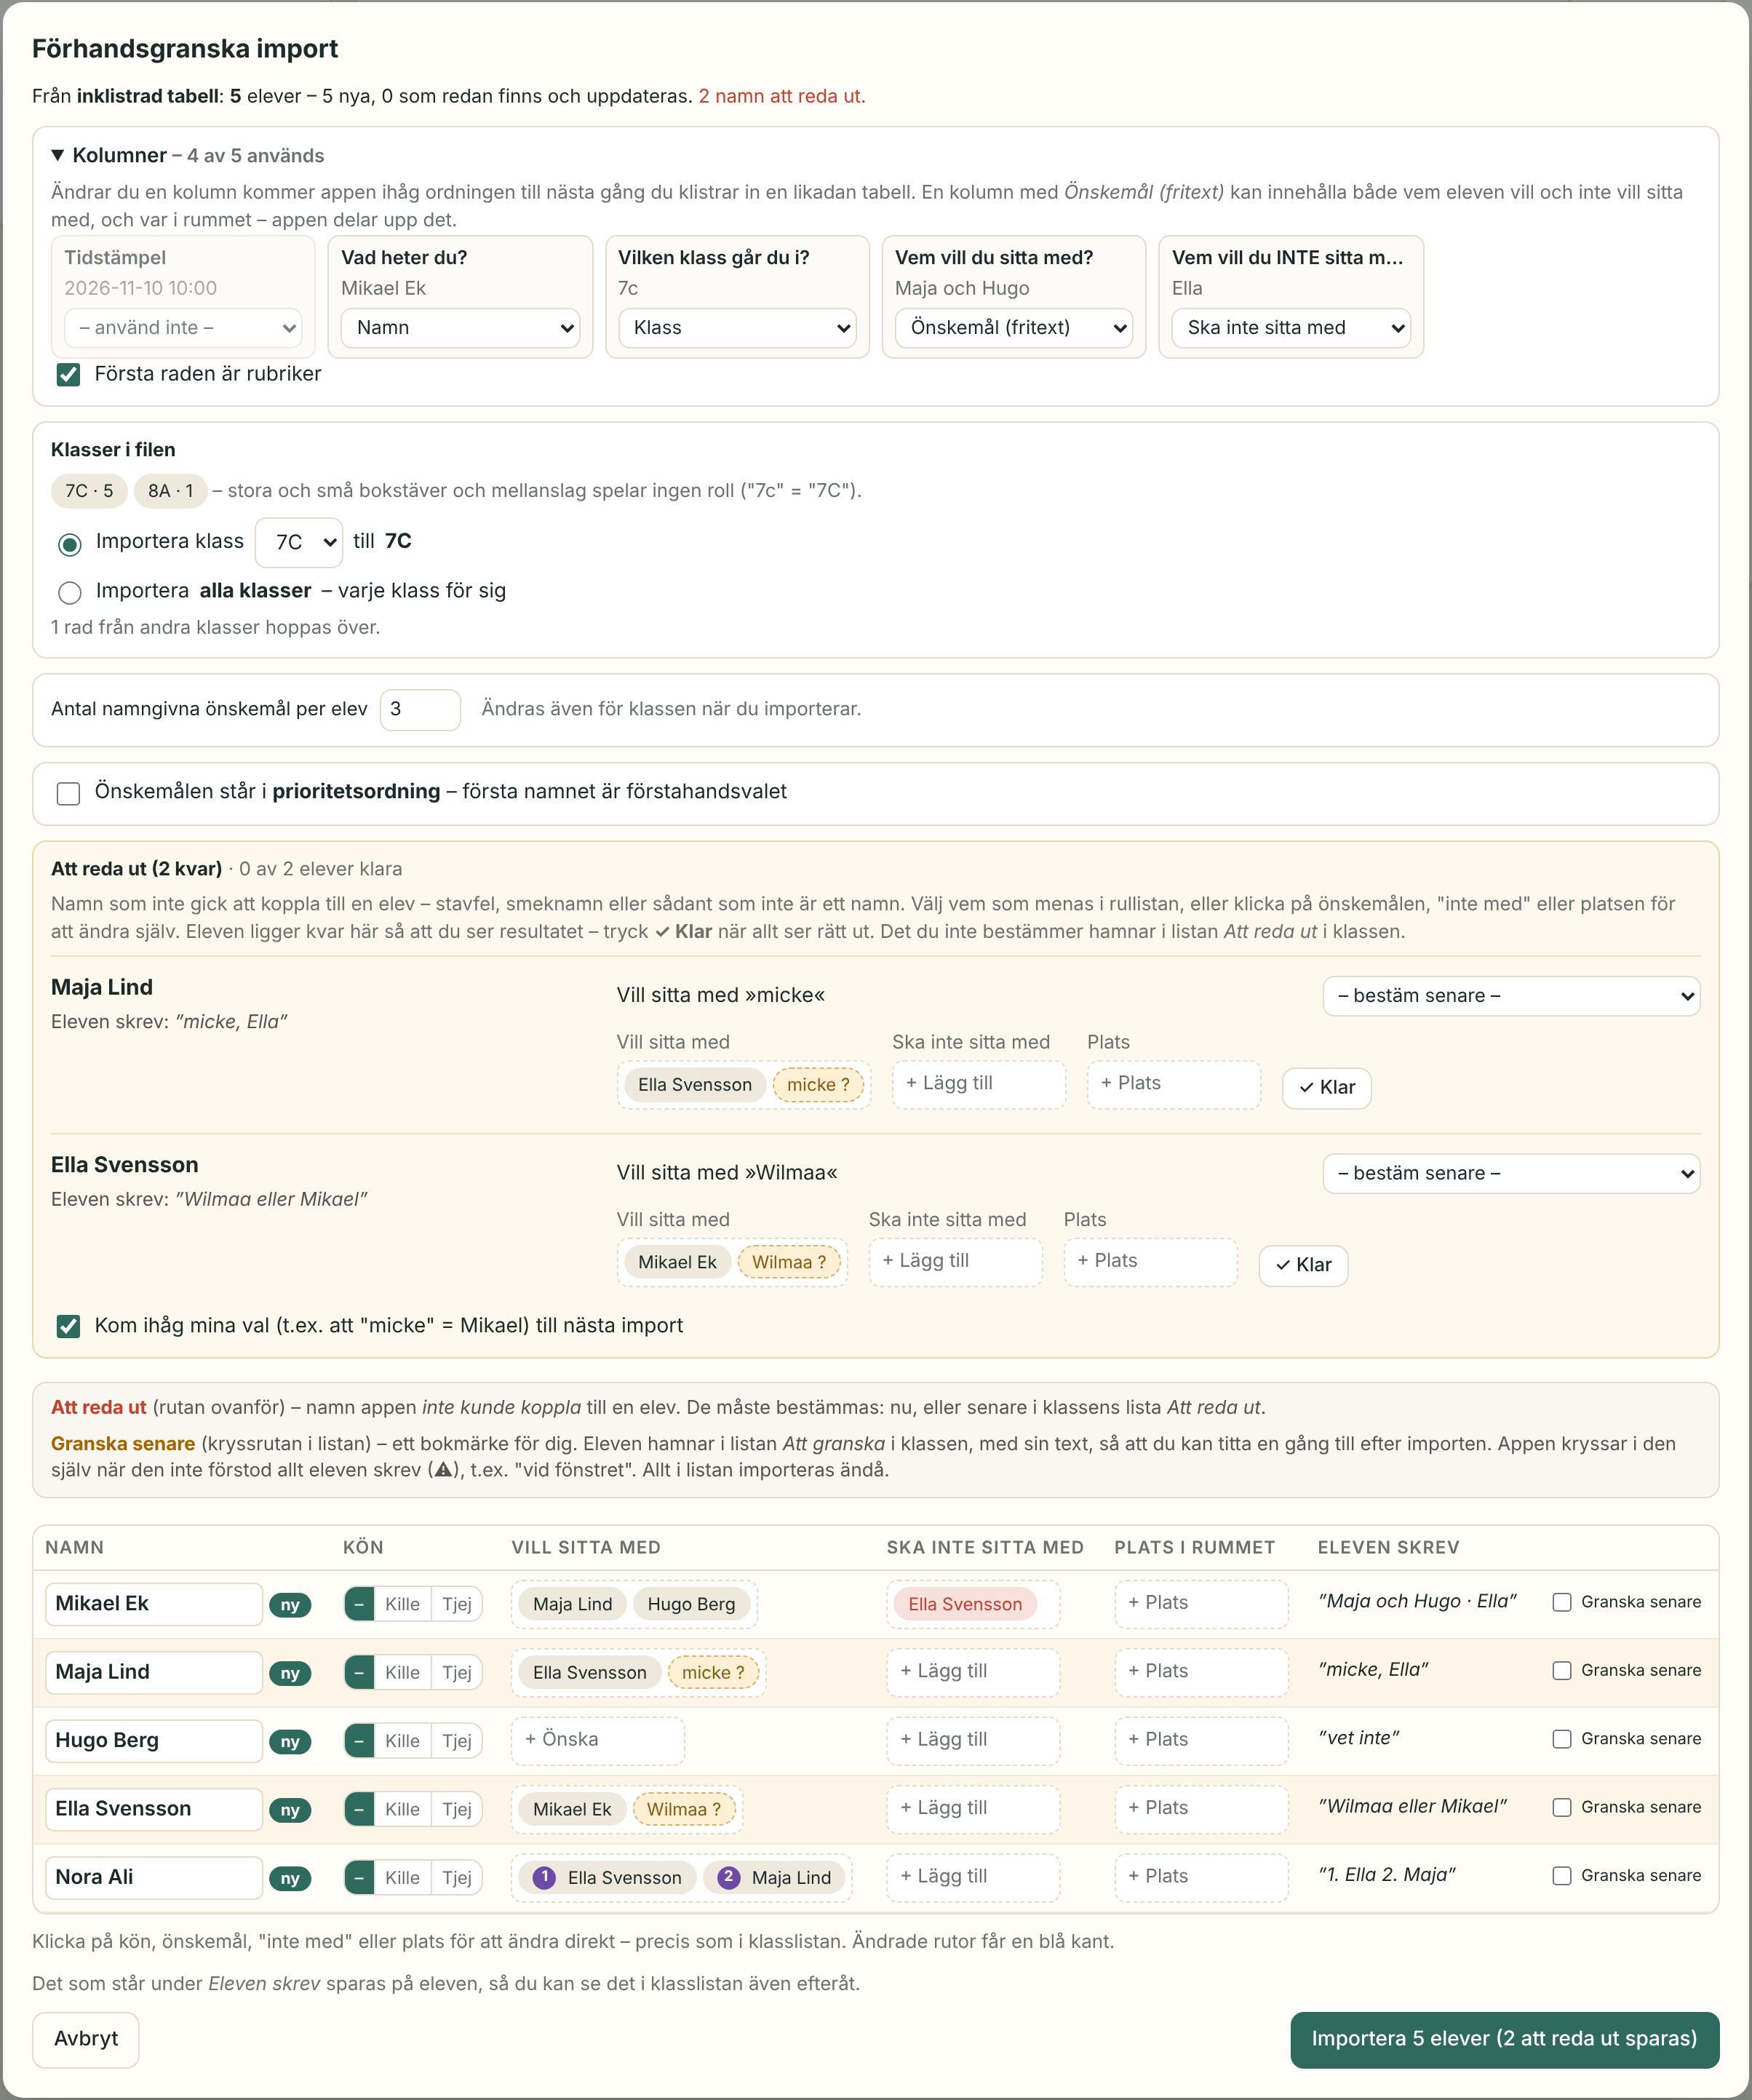 Förhandsgranska import
Från inklistrad tabell: 5 elever – 5 nya, 0 som redan finns och uppdateras. 2 namn att reda ut.
▼ Kolumner – 4 av 5 används
Ändrar du en kolumn kommer appen ihåg ordningen till nästa gång du klistrar in en likadan tabell. En kolumn med Önskemål (fritext) kan innehålla både vem eleven vill och inte vill sitta
med, och var i rummet – appen delar upp det.
Tidstämpel
2026-11-10 10:00
– använd inte –
Vad heter du?
Mikael Ek
Namn
Vilken klass går du i?
7c
Klass
Vem vill du sitta med?
Maja och Hugo
Önskemål (fritext)
Vem vill du INTE sitta m...
Ella
Ska inte sitta med
Första raden är rubriker
Klasser i filen
7C · 5 8A · 1 – stora och små bokstäver och mellanslag spelar ingen roll ("7c" = "7C").
Importera klass 7C till 7C
Importera alla klasser – varje klass för sig
1 rad från andra klasser hoppas över.
Antal namngivna önskemål per elev 3 Ändras även för klassen när du importerar.
Önskemålen står i prioritetsordning – första namnet är förstahandsvalet
Att reda ut (2 kvar) · 0 av 2 elever klara
Namn som inte gick att koppla till en elev – stavfel, smeknamn eller sådant som inte är ett namn. Välj vem som menas i rullistan, eller klicka på önskemålen, "inte med" eller platsen för
att ändra själv. Eleven ligger kvar här så att du ser resultatet – tryck ✓ Klar när allt ser rätt ut. Det du inte bestämmer hamnar i listan Att reda ut i klassen.
Maja Lind
Eleven skrev: ”micke, Ella”
Vill sitta med »micke« – bestäm senare –
Vill sitta med Ska inte sitta med Plats
Ella Svensson micke ? + Lägg till + Plats ✓ Klar
Ella Svensson
Eleven skrev: ”Wilmaa eller Mikael”
Vill sitta med »Wilmaa« – bestäm senare –
Vill sitta med Ska inte sitta med Plats
Mikael Ek Wilmaa ? + Lägg till + Plats ✓ Klar
Kom ihåg mina val (t.ex. att "micke" = Mikael) till nästa import
Att reda ut (rutan ovanför) – namn appen inte kunde koppla till en elev. De måste bestämmas: nu, eller senare i klassens lista Att reda ut.
Granska senare (kryssrutan i listan) – ett bokmärke för dig. Eleven hamnar i listan Att granska i klassen, med sin text, så att du kan titta en gång till efter importen. Appen kryssar i den
själv när den inte förstod allt eleven skrev (⚠), t.ex. "vid fönstret". Allt i listan importeras ändå.
NAMN KÖN VILL SITTA MED SKA INTE SITTA MED PLATS I RUMMET ELEVEN SKREV
Mikael Ek ny – Kille Tjej Maja Lind Hugo Berg Ella Svensson + Plats ”Maja och Hugo · Ella” Granska senare
Maja Lind ny – Kille Tjej Ella Svensson micke ? + Lägg till + Plats ”micke, Ella” Granska senare
Hugo Berg ny – Kille Tjej + Önska + Lägg till + Plats ”vet inte” Granska senare
Ella Svensson ny – Kille Tjej Mikael Ek Wilmaa ? + Lägg till + Plats ”Wilmaa eller Mikael” Granska senare
Nora Ali ny – Kille Tjej 1 Ella Svensson 2 Maja Lind + Lägg till + Plats ”1. Ella 2. Maja” Granska senare
Klicka på kön, önskemål, "inte med" eller plats för att ändra direkt – precis som i klasslistan. Ändrade rutor får en blå kant.
Det som står under Eleven skrev sparas på eleven, så du kan se det i klasslistan även efteråt.
Avbryt Importera 5 elever (2 att reda ut sparas)